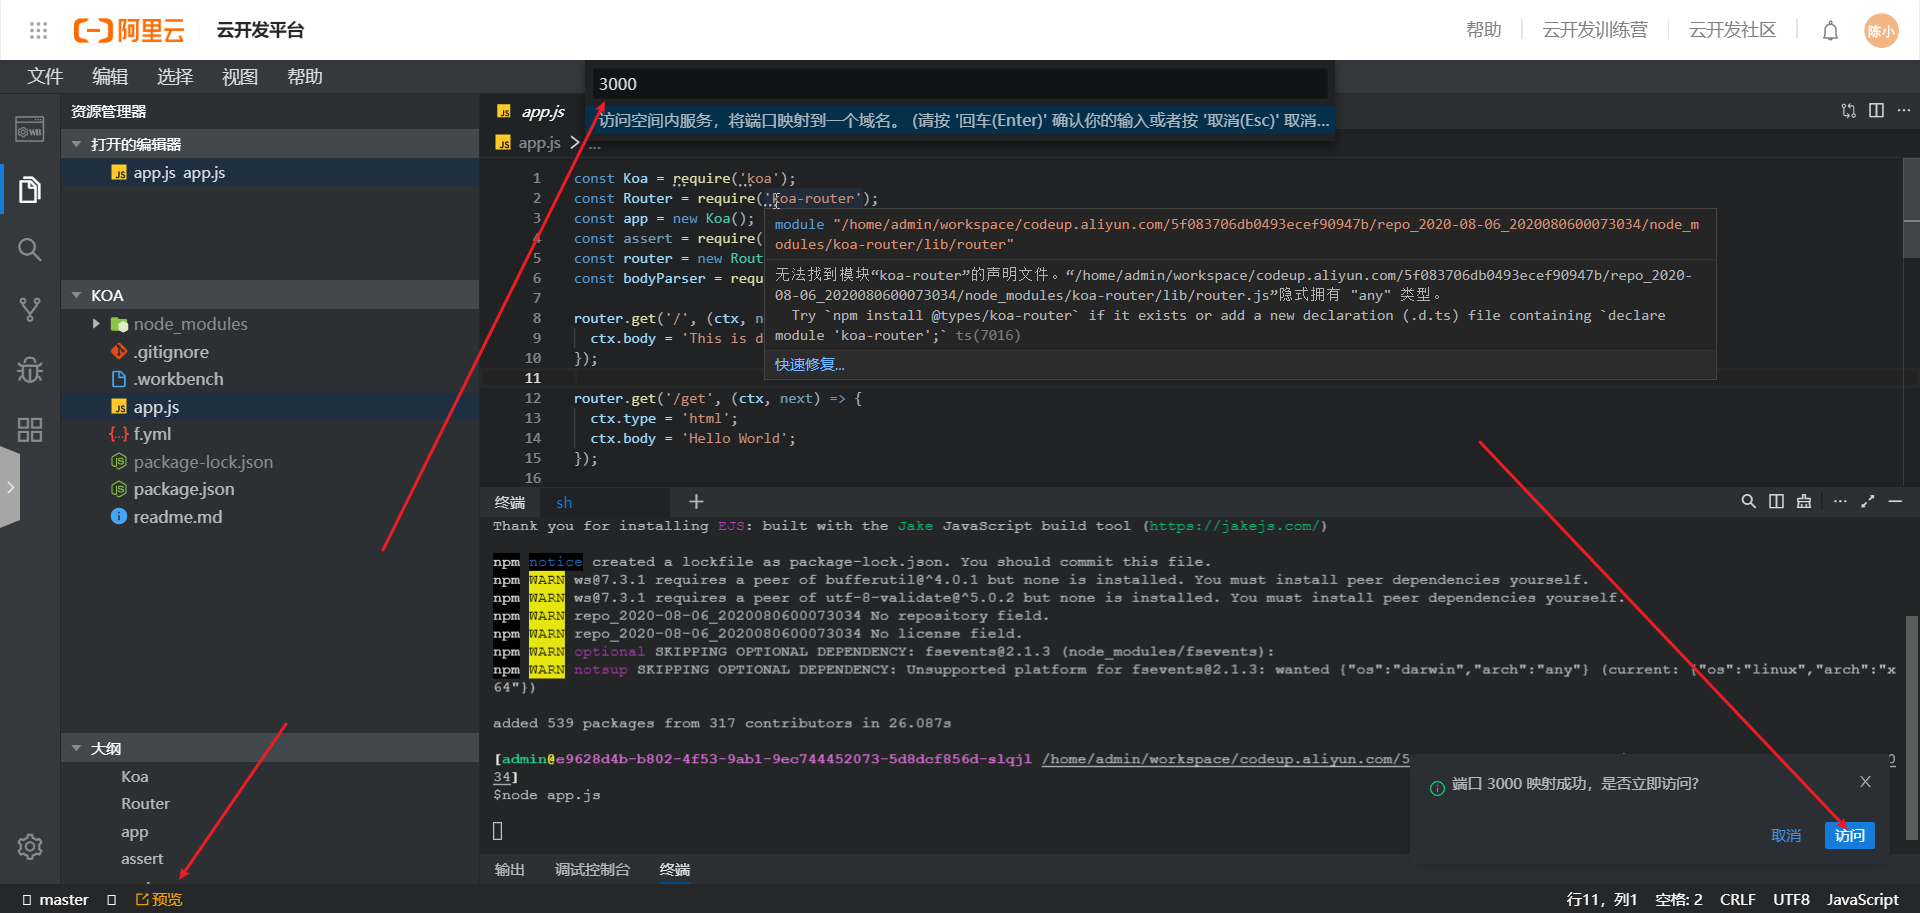 阿里云
云开发平台
帮助
云开发训练营
云开发社区
陈小
文件 编辑 选择 视图 帮助
3000
访问空间内服务，将端口映射到一个域名。 (请按 '回车(Enter)' 确认你的输入或者按 '取消(Esc)' 取消...
WB
资源管理器
打开的编辑器
JS app.js app.js
KOA
node_modules
.gitignore
.workbench
JS app.js
{..} f.yml
package-lock.json
package.json
readme.md
大纲
Koa
Router
app
assert
JS app.js
JS app.js > ...
1 const Koa = require('koa');
2 const Router = require('koa-router');
3 const app = new Koa();
4 const assert = require(
5 const router = new Rout
6 const bodyParser = requ
7
8 router.get('/', (ctx, n
9 ctx.body = 'This is d
10 });
11
12 router.get('/get', (ctx, next) => {
13 ctx.type = 'html';
14 ctx.body = 'Hello World';
15 });
16
module "/home/admin/workspace/codeup.aliyun.com/5f083706db0493ecef90947b/repo_2020-08-06_2020080600073034/node_m
odules/koa-router/lib/router"
无法找到模块“koa-router”的声明文件。“/home/admin/workspace/codeup.aliyun.com/5f083706db0493ecef90947b/repo_2020-
08-06_2020080600073034/node_modules/koa-router/lib/router.js”隐式拥有 "any" 类型。
Try `npm install @types/koa-router` if it exists or add a new declaration (.d.ts) file containing `declare
module 'koa-router';` ts(7016)
快速修复...
终端 sh +
Thank you for installing EJS: built with the Jake JavaScript build tool (https://jakejs.com/)
npm notice created a lockfile as package-lock.json. You should commit this file.
npm WARN ws@7.3.1 requires a peer of bufferutil@^4.0.1 but none is installed. You must install peer dependencies yourself.
npm WARN ws@7.3.1 requires a peer of utf-8-validate@^5.0.2 but none is installed. You must install peer dependencies yourself.
npm WARN repo_2020-08-06_2020080600073034 No repository field.
npm WARN repo_2020-08-06_2020080600073034 No license field.
npm WARN optional SKIPPING OPTIONAL DEPENDENCY: fsevents@2.1.3 (node_modules/fsevents):
npm WARN notsup SKIPPING OPTIONAL DEPENDENCY: Unsupported platform for fsevents@2.1.3: wanted {"os":"darwin","arch":"any"} (current: {"os":"linux","arch":"x
64"})
added 539 packages from 317 contributors in 26.087s
[admin@e9628d4b-b802-4f53-9ab1-9ec744452073-5d8dcf856d-slqjl /home/admin/workspace/codeup.aliyun.com/5
34]
$node app.js
端口 3000 映射成功，是否立即访问?
取消 访问
输出 调试控制台 终端
master 预览
行11，列1 空格: 2 CRLF UTF8 JavaScript